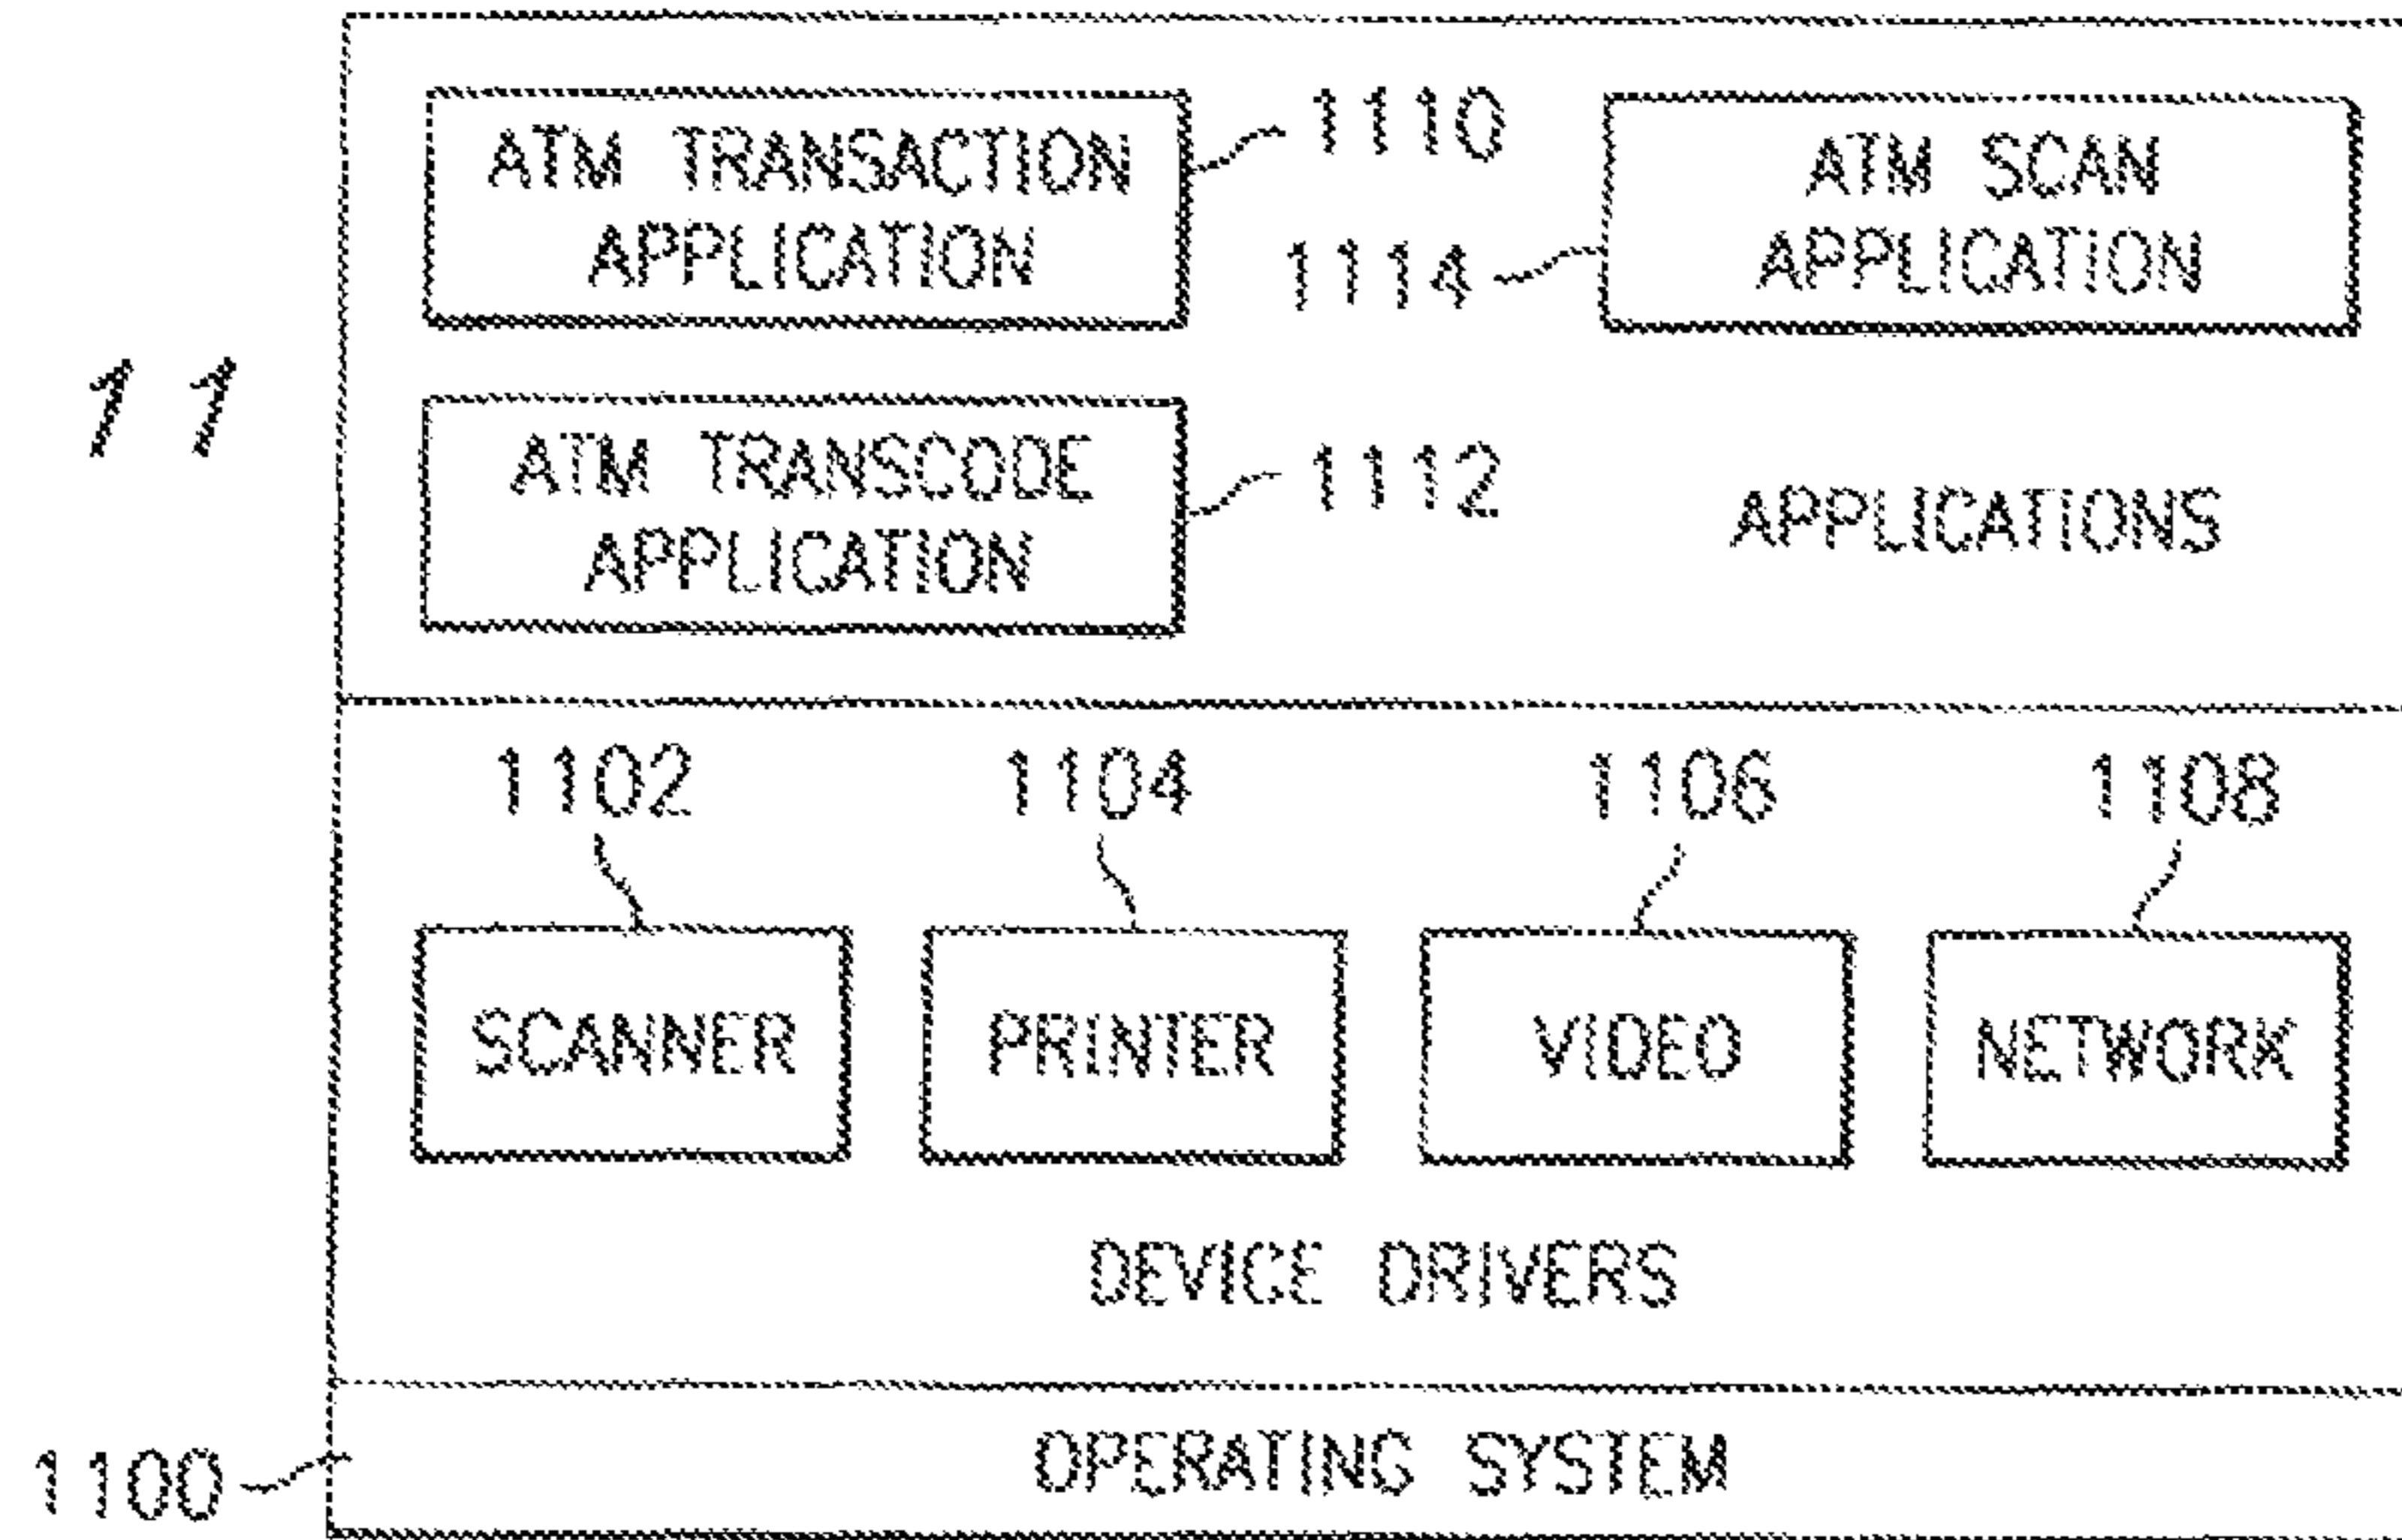 ATM TRANSACTION
APPLICATION
1110
1114
ATM SCAN
APPLICATION
11
ATM TRANSCODE
APPLICATION
1112
APPLICATIONS
1102
1104
1106
1108
SCANNER
PRINTER
VIDEO
NETWORK
DEVICE DRIVERS
1100
OPERATING SYSTEM